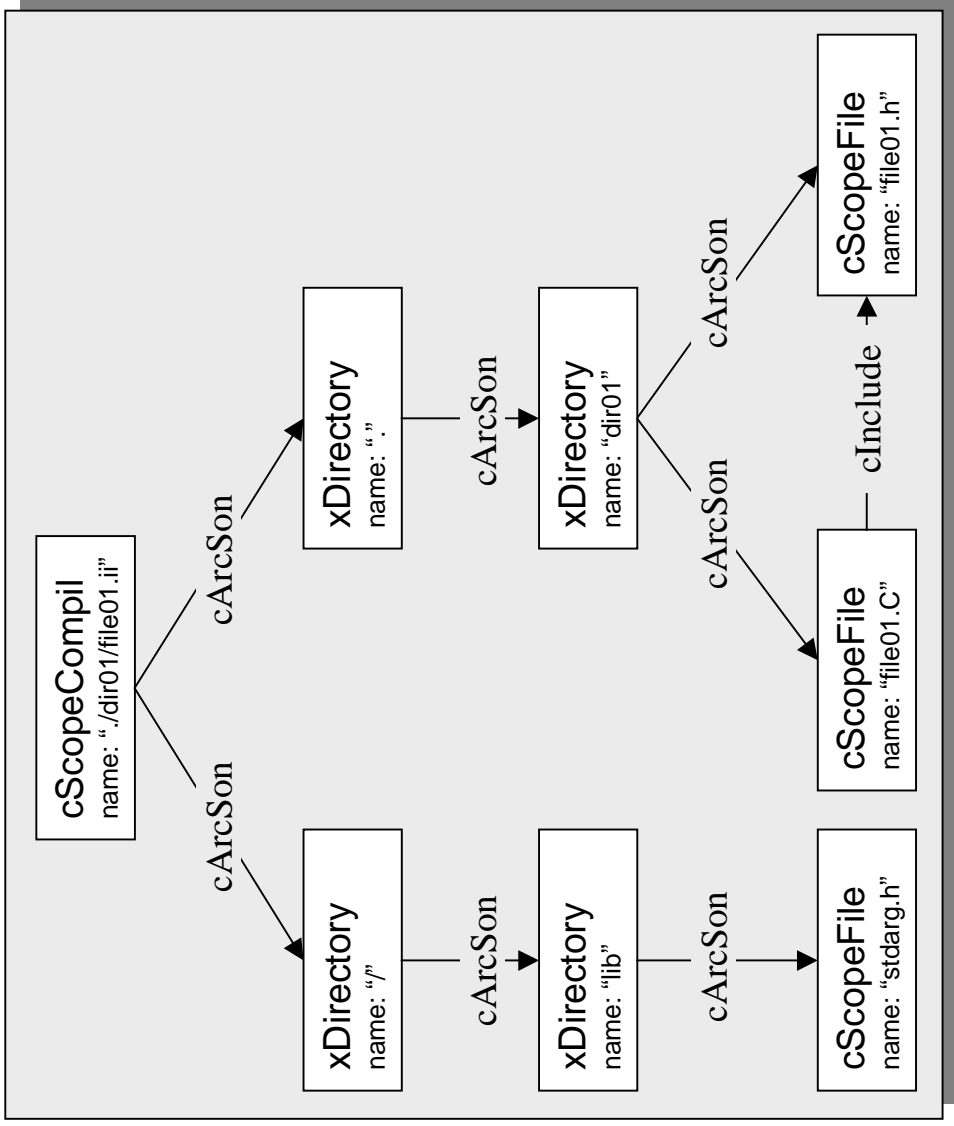 cScopeCompil
name: “./dir01/file01.ii”
cArcSon
cArcSon
xDirectory
name: “/”
xDirectory
name: “.”
cArcSon
cArcSon
xDirectory
name: “lib”
xDirectory
name: “dir01”
cArcSon
cArcSon
cArcSon
cScopeFile
name: “stdarg.h”
cScopeFile
name: “file01.C”
cInclude
cScopeFile
name: “file01.h”